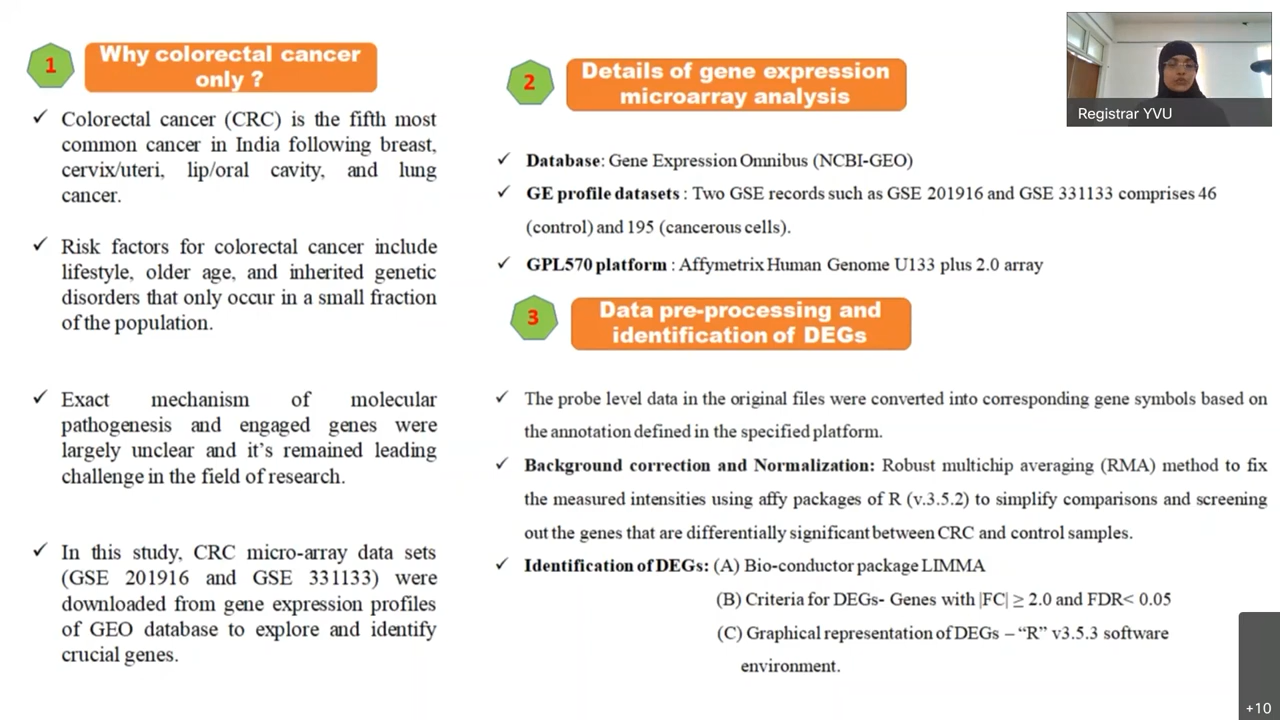 1
Why colorectal cancer
only ?
Colorectal cancer (CRC) is the fifth most
common cancer in India following breast,
cervix/uteri, lip/oral cavity, and lung
cancer.
Risk factors for colorectal cancer include
lifestyle, older age, and inherited genetic
disorders that only occur in a small fraction
of the population.
Exact mechanism of molecular
pathogenesis and engaged genes were
largely unclear and it's remained leading
challenge in the field of research.
In this study, CRC micro-array data sets
(GSE 201916 and GSE 331133) were
downloaded from gene expression profiles
of GEO database to explore and identify
crucial genes.
2
Details of gene expression
microarray analysis
Database: Gene Expression Omnibus (NCBI-GEO)
GE profile datasets : Two GSE records such as GSE 201916 and GSE 331133 comprises 46
(control) and 195 (cancerous cells).
GPL570 platform : Affymetrix Human Genome U133 plus 2.0 array
3
Data pre-processing and
identification of DEGs
The probe level data in the original files were converted into corresponding gene symbols based on
the annotation defined in the specified platform.
Background correction and Normalization: Robust multichip averaging (RMA) method to fix
the measured intensities using affy packages of R (v.3.5.2) to simplify comparisons and screening
out the genes that are differentially significant between CRC and control samples.
Identification of DEGs: (A) Bio-conductor package LIMMA
(B) Criteria for DEGs- Genes with |FC| ≥ 2.0 and FDR< 0.05
(C) Graphical representation of DEGs – “R” v3.5.3 software
environment.
Registrar YVU
+10